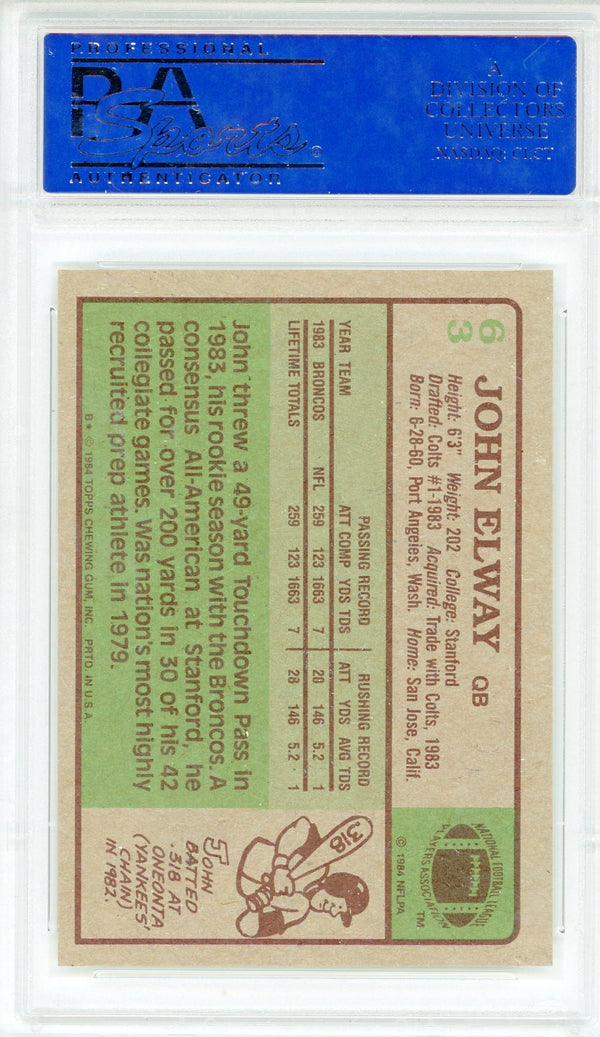 PROFESSIONAL
PSA
Sports®
AUTHENTICATOR
A
DIVISION OF
COLLECTORS
UNIVERSE
NASDAQ: CLCT
63
JOHN ELWAY QB
Height: 6'3" Weight: 202 College: Stanford
Drafted: Colts #1-1983 Acquired: Trade with Colts, 1983
Born: 6-28-60, Port Angeles, Wash. Home: San Jose, Calif.
NATIONAL FOOTBALL LEAGUE
PLAYERS ASSOCIATION
TM
© 1984 NFLPA
PASSING RECORD RUSHING RECORD
YEAR TEAM ATT COMP YDS TDS ATT YDS AVG TDS
1983 BRONCOS NFL 259 123 1663 7 28 146 5.2 1
LIFETIME TOTALS 259 123 1663 7 28 146 5.2 1
John threw a 49-yard Touchdown Pass in
1983, his rookie season with the Broncos. A
consensus All-American at Stanford, he
passed for over 200 yards in 30 of his 42
collegiate games. Was nation's most highly
recruited prep athlete in 1979.
B* © 1984 TOPPS CHEWING GUM, INC. PRTD. IN U.S.A.
318
JOHN
BATTED
.318 AT
ONEONTA
(YANKEES'
CHAIN)
IN 1982.